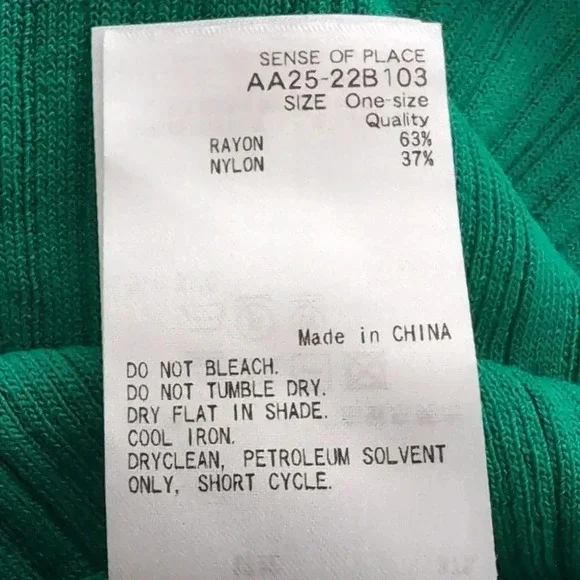 SENSE OF PLACE
AA25-22B103
SIZE One-size
Quality
RAYON 63%
NYLON 37%
Made in CHINA
DO NOT BLEACH.
DO NOT TUMBLE DRY.
DRY FLAT IN SHADE.
COOL IRON.
DRYCLEAN, PETROLEUM SOLVENT
ONLY, SHORT CYCLE.